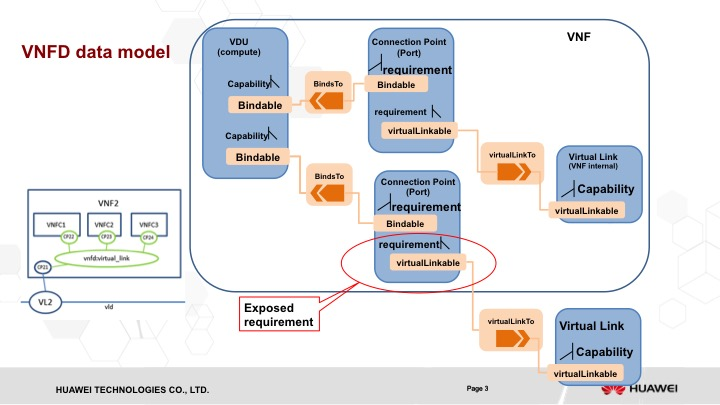 VNFD data model
VNF
VDU
(compute)
Capability
Bindable
Capability
Bindable
BindsTo
BindsTo
Connection Point
(Port)
requirement
Bindable
requirement
virtualLinkable
virtualLinkTo
Virtual Link
(VNF internal)
Capability
virtualLinkable
Connection Point
(Port)
requirement
Bindable
requirement
virtualLinkable
Exposed
requirement
virtualLinkTo
Virtual Link
Capability
virtualLinkable
VNF2
VNFC1
VNFC2
VNFC3
CP22
CP23
CP24
vnfd:virtual_link
CP21
VL2
vld
HUAWEI TECHNOLOGIES CO., LTD.
Page 3
HUAWEI